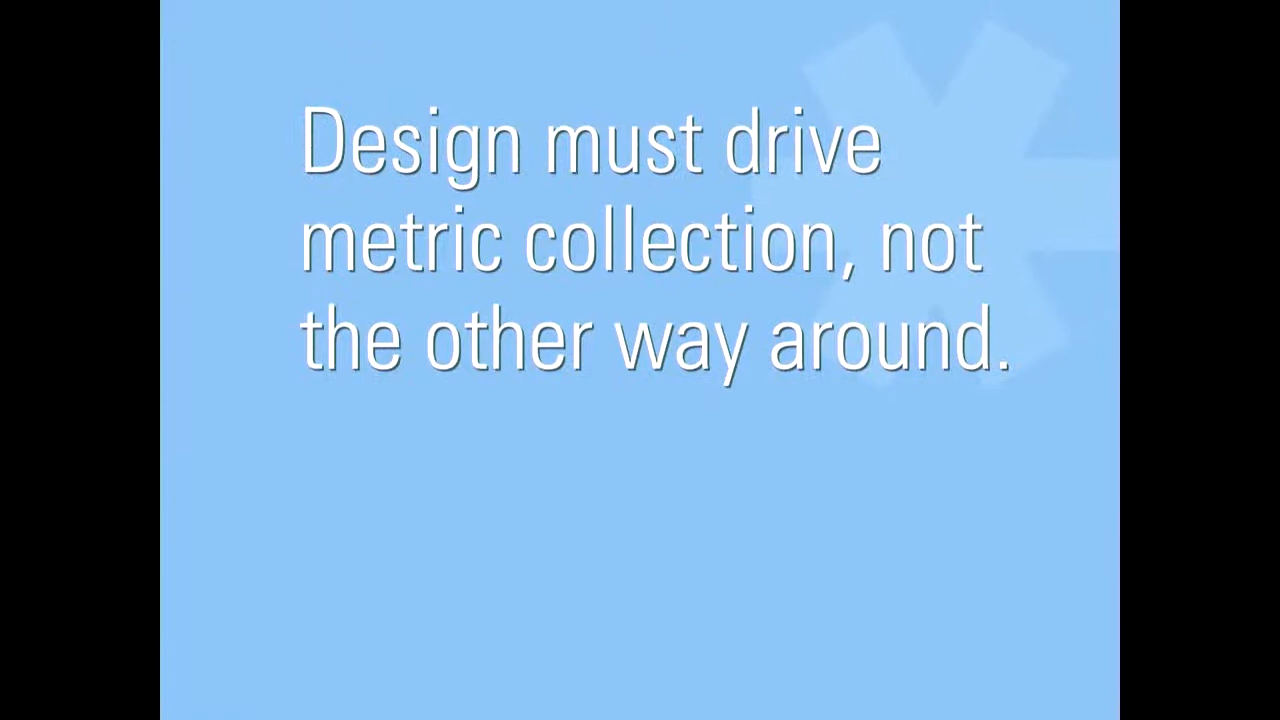 Design must drive
metric collection, not
the other way around.